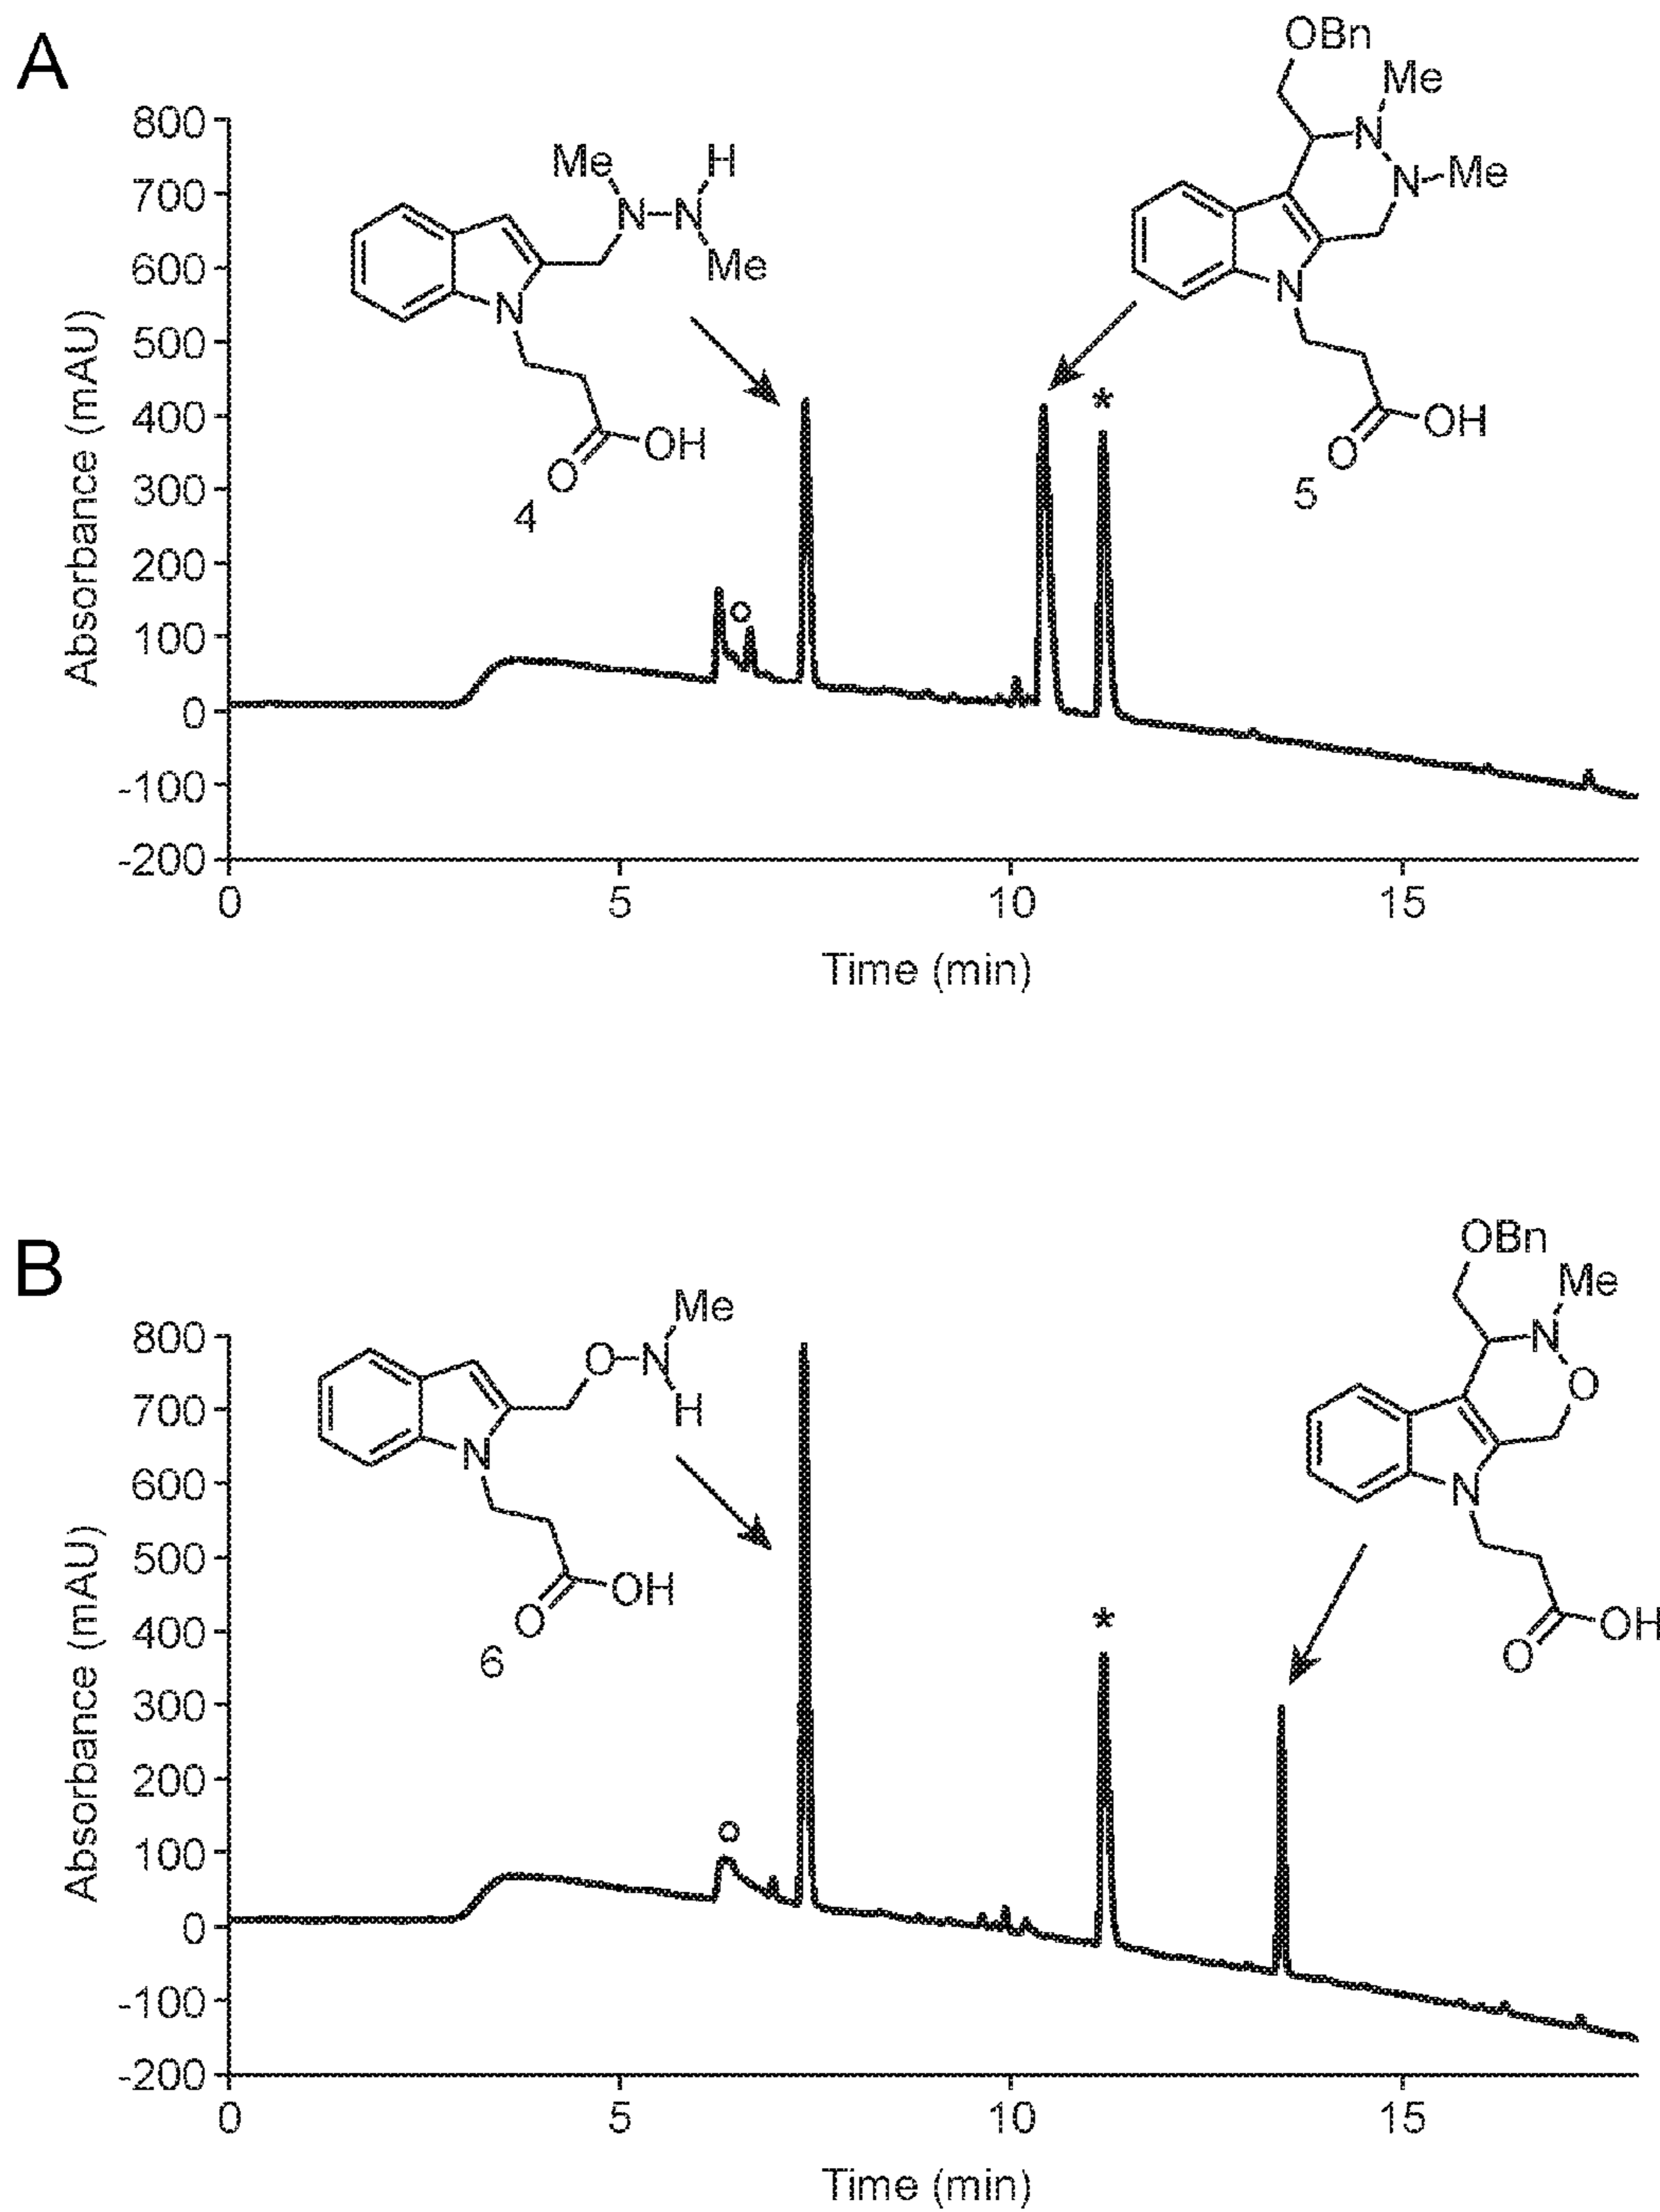 A
OBn
Me
N
N-Me
N
OH
O
5
Me
H
N-N
Me
N
OH
O
4
*
o
800
700
600
500
400
300
200
100
0
-100
-200
Absorbance (mAU)
0 5 10 15
Time (min)
B
OBn
Me
N
O
N
OH
O
Me
O-N
H
N
OH
O
6
*
o
800
700
600
500
400
300
200
100
0
-100
-200
Absorbance (mAU)
0 5 10 15
Time (min)